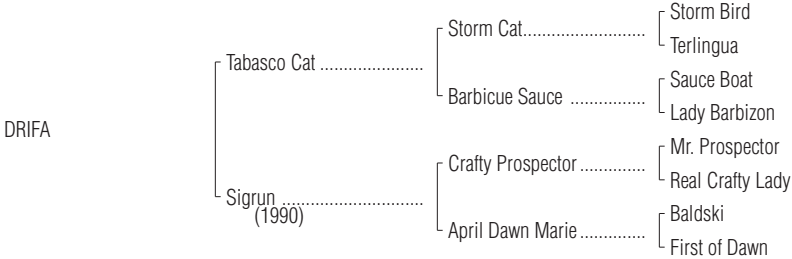 Storm Bird
Storm Cat..........................
Terlingua
Tabasco Cat ......................
Sauce Boat
Barbicue Sauce ................
Lady Barbizon
DRIFA
Mr. Prospector
Crafty Prospector ..............
Real Crafty Lady
Sigrun ..............................
(1990)
Baldski
April Dawn Marie ..............
First of Dawn